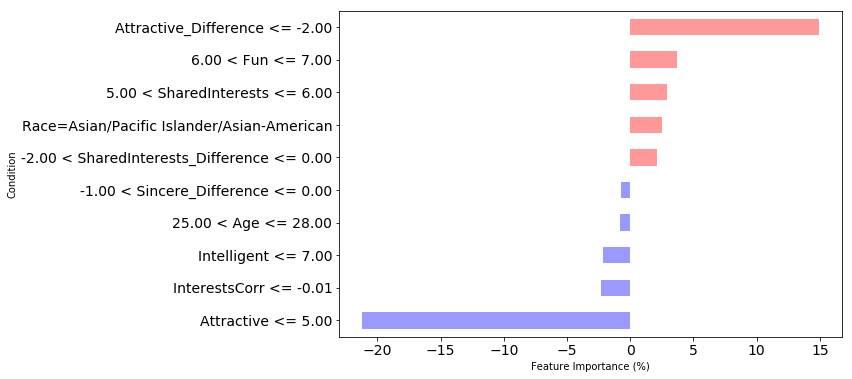 Attractive_Difference <= -2.00
6.00 < Fun <= 7.00
5.00 < SharedInterests <= 6.00
Race=Asian/Pacific Islander/Asian-American
-2.00 < SharedInterests_Difference <= 0.00
-1.00 < Sincere_Difference <= 0.00
25.00 < Age <= 28.00
Intelligent <= 7.00
InterestsCorr <= -0.01
Attractive <= 5.00
Condition
−20 −15 −10 −5 0 5 10 15
Feature Importance (%)